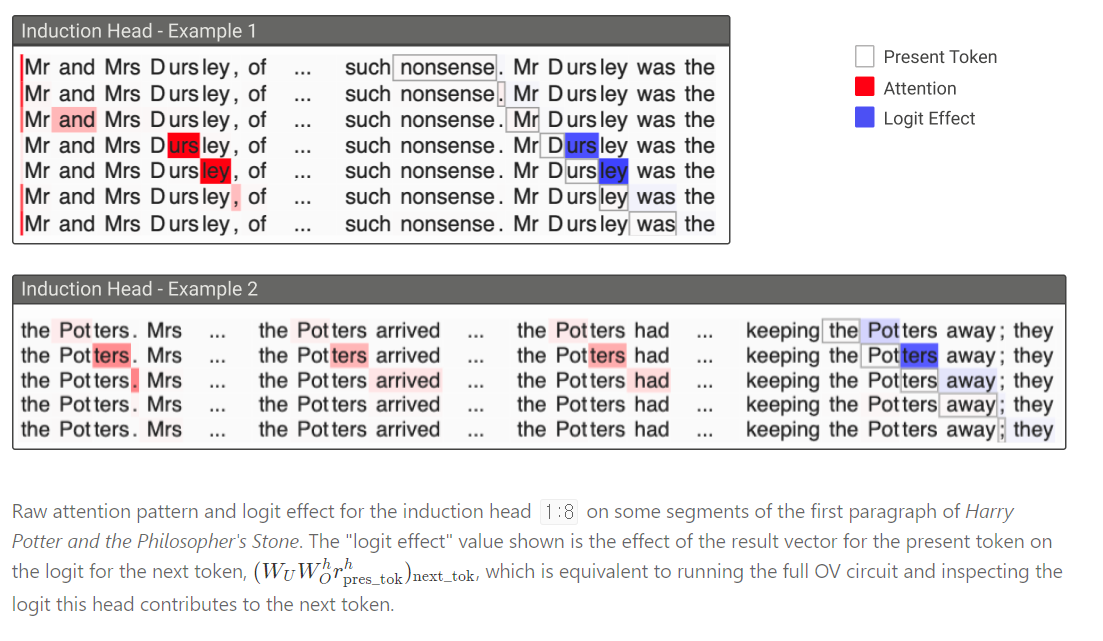 Induction Head - Example 1
Mr and Mrs Dursley, of ... such nonsense. Mr Dursley was the
Mr and Mrs Dursley, of ... such nonsense. Mr Dursley was the
Mr and Mrs Dursley, of ... such nonsense. Mr Dursley was the
Mr and Mrs Dursley, of ... such nonsense. Mr Dursley was the
Mr and Mrs Dursley, of ... such nonsense. Mr Dursley was the
Mr and Mrs Dursley, of ... such nonsense. Mr Dursley was the
Mr and Mrs Dursley, of ... such nonsense. Mr Dursley was the
Present Token
Attention
Logit Effect
Induction Head - Example 2
the Potters. Mrs ... the Potters arrived ... the Potters had ... keeping the Potters away; they
the Potters. Mrs ... the Potters arrived ... the Potters had ... keeping the Potters away; they
the Potters. Mrs ... the Potters arrived ... the Potters had ... keeping the Potters away; they
the Potters. Mrs ... the Potters arrived ... the Potters had ... keeping the Potters away; they
the Potters. Mrs ... the Potters arrived ... the Potters had ... keeping the Potters away; they
Raw attention pattern and logit effect for the induction head 1:8 on some segments of the first paragraph of Harry
Potter and the Philosopher's Stone. The "logit effect" value shown is the effect of the result vector for the present token on
the logit for the next token, (W_U W_O^h r^h_{pres_tok})_{next_tok}, which is equivalent to running the full OV circuit and inspecting the
logit this head contributes to the next token.